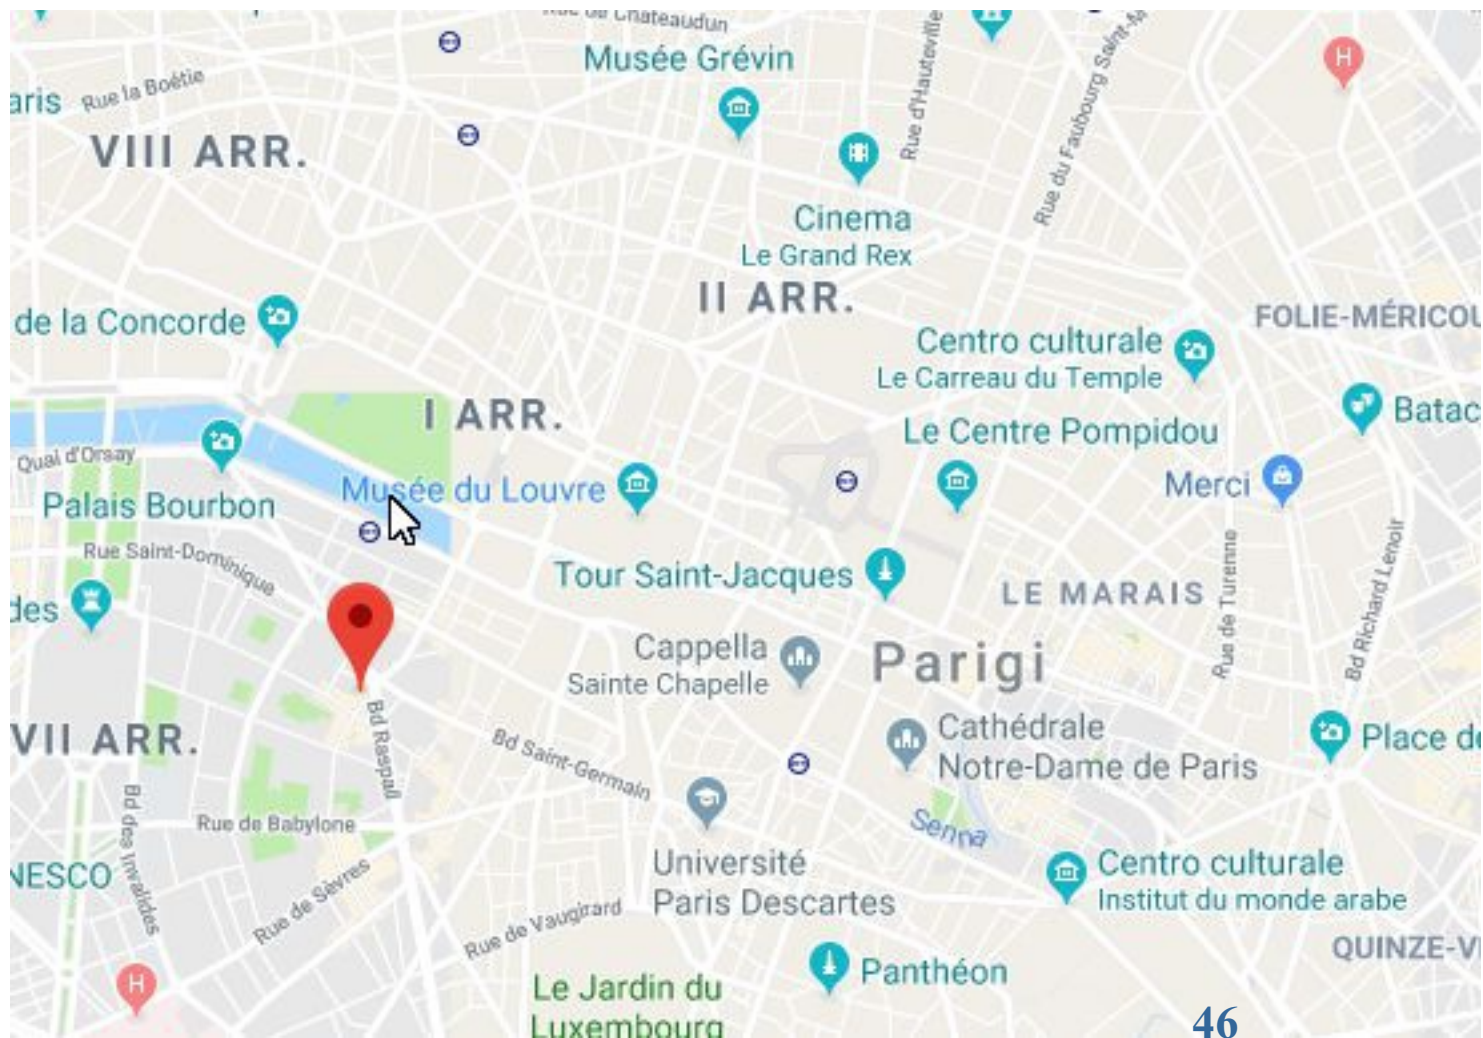 Rue de Chateaudun
Musée Grévin
Rue d'Hauteville
Rue du Faubourg Saint-M
aris
Rue la Boétie
H
VIII ARR.
Cinema
Le Grand Rex
II ARR.
de la Concorde
FOLIE-MÉRICOU
Centro culturale
Le Carreau du Temple
I ARR.
Batac
Le Centre Pompidou
Quai d'Orsay
Musée du Louvre
Merci
Palais Bourbon
Rue Saint-Dominique
Tour Saint-Jacques
LE MARAIS
Rue de Turenne
Bd Richard Lenoir
des
Cappella
Sainte Chapelle
Parigi
VII ARR.
Bd Raspail
Bd Saint-Germain
Cathédrale
Notre-Dame de Paris
Place de
Bd des Invalides
Rue de Babylone
Senna
NESCO
Université
Paris Descartes
Centro culturale
Institut du monde arabe
Rue de Sèvres
Rue de Vaugirard
QUINZE-VI
H
Panthéon
Le Jardin du
Luxembourg
46